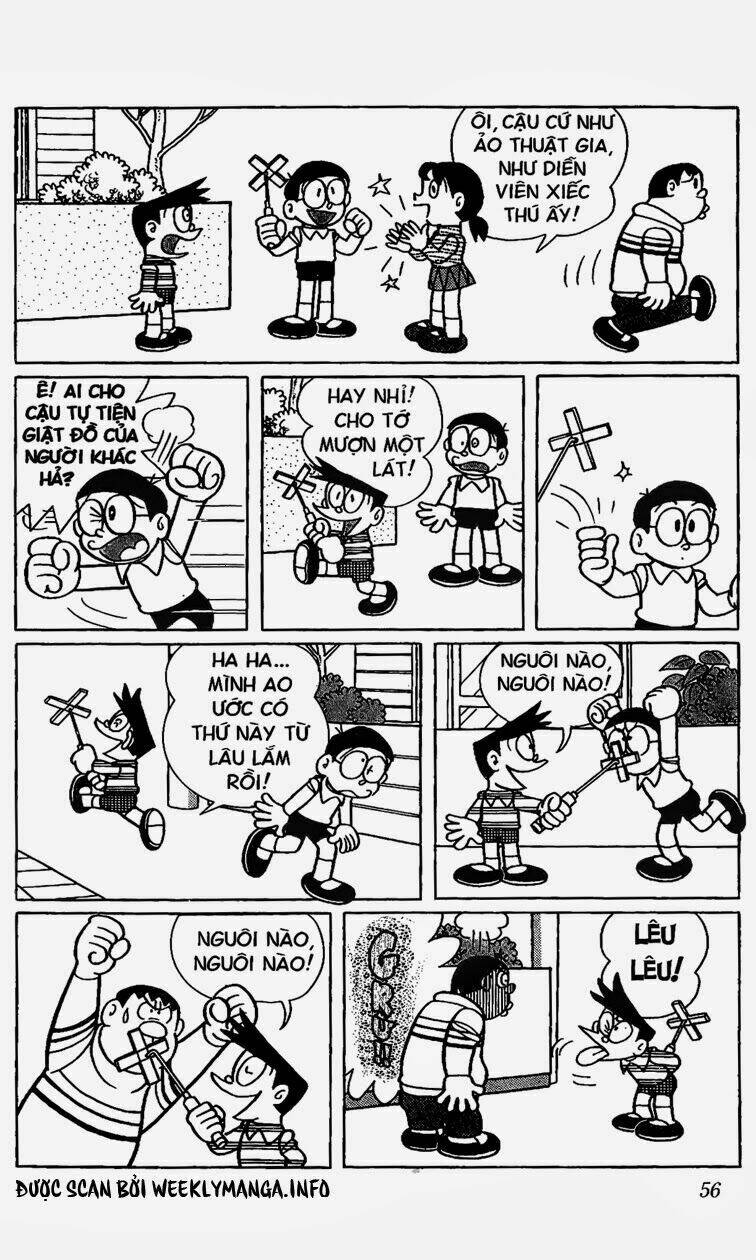 ÔI, CẬU CỨ NHƯ
ẢO THUẬT GIA,
NHƯ DIỄN
VIÊN XIẾC
THÚ ẤY!
Ê! AI CHO
CẬU TỰ TIỆN
GIẬT ĐỒ CỦA
NGƯỜI KHÁC
HẢ?
HAY NHỈ!
CHO TỚ
MƯỢN MỘT
LÁT!
HA HA...
MÌNH AO
ƯỚC CÓ
THỨ NÀY TỪ
LÂU LẮM
RỒI!
NGUÔI NÀO,
NGUÔI NÀO!
NGUÔI NÀO,
NGUÔI NÀO!
LÊU
LÊU!
ĐƯỢC SCAN BỞI WEEKLYMANGA.INFO
56